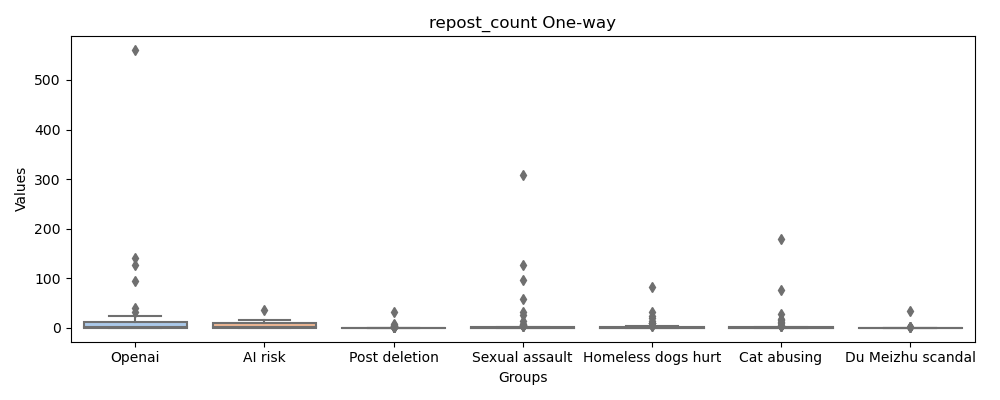 repost_count One-way
Values
500
400
300
200
100
0
Openai AI risk Post deletion Sexual assault Homeless dogs hurt Cat abusing Du Meizhu scandal
Groups